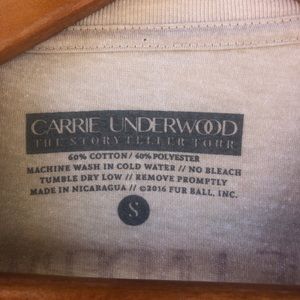 CARRIE UNDERWOOD
THE STORYTELLER TOUR
60% COTTON / 40% POLYESTER
MACHINE WASH IN COLD WATER // NO BLEACH
TUMBLE DRY LOW // REMOVE PROMPTLY
MADE IN NICARAGUA // ©2016 FUR BALL, INC.
S